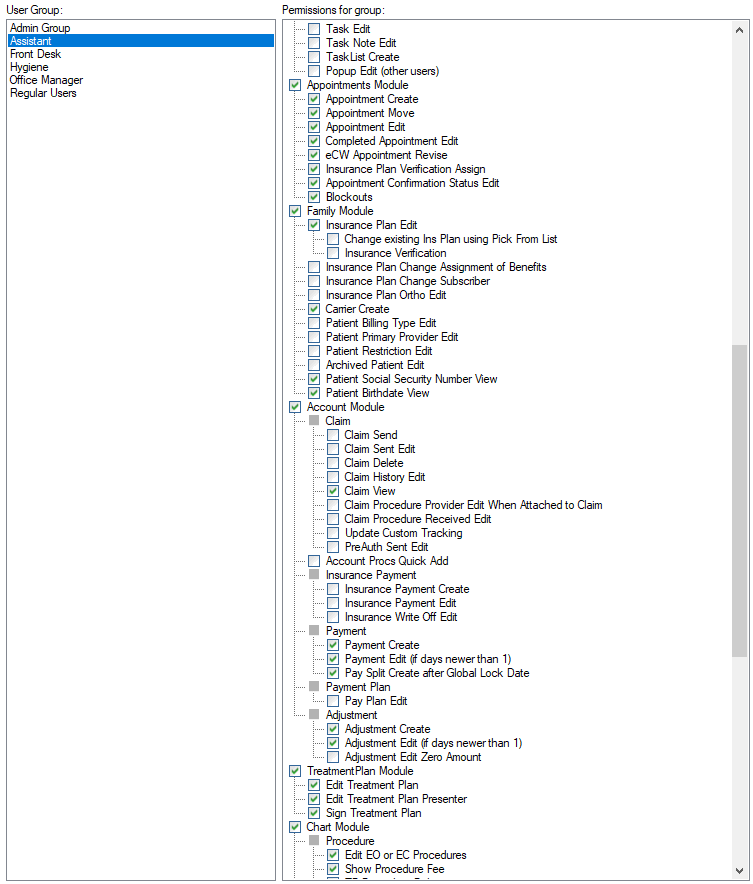 User Group:
Permissions for group:
Admin Group
Assistant
Front Desk
Hygiene
Office Manager
Regular Users
Task Edit
Task Note Edit
TaskList Create
Popup Edit (other users)
Appointments Module
Appointment Create
Appointment Move
Appointment Edit
Completed Appointment Edit
eCW Appointment Revise
Insurance Plan Verification Assign
Appointment Confirmation Status Edit
Blockouts
Family Module
Insurance Plan Edit
Change existing Ins Plan using Pick From List
Insurance Verification
Insurance Plan Change Assignment of Benefits
Insurance Plan Change Subscriber
Insurance Plan Ortho Edit
Carrier Create
Patient Billing Type Edit
Patient Primary Provider Edit
Patient Restriction Edit
Archived Patient Edit
Patient Social Security Number View
Patient Birthdate View
Account Module
Claim
Claim Send
Claim Sent Edit
Claim Delete
Claim History Edit
Claim View
Claim Procedure Provider Edit When Attached to Claim
Claim Procedure Received Edit
Update Custom Tracking
PreAuth Sent Edit
Account Procs Quick Add
Insurance Payment
Insurance Payment Create
Insurance Payment Edit
Insurance Write Off Edit
Payment
Payment Create
Payment Edit (if days newer than 1)
Pay Split Create after Global Lock Date
Payment Plan
Pay Plan Edit
Adjustment
Adjustment Create
Adjustment Edit (if days newer than 1)
Adjustment Edit Zero Amount
TreatmentPlan Module
Edit Treatment Plan
Edit Treatment Plan Presenter
Sign Treatment Plan
Chart Module
Procedure
Edit EO or EC Procedures
Show Procedure Fee